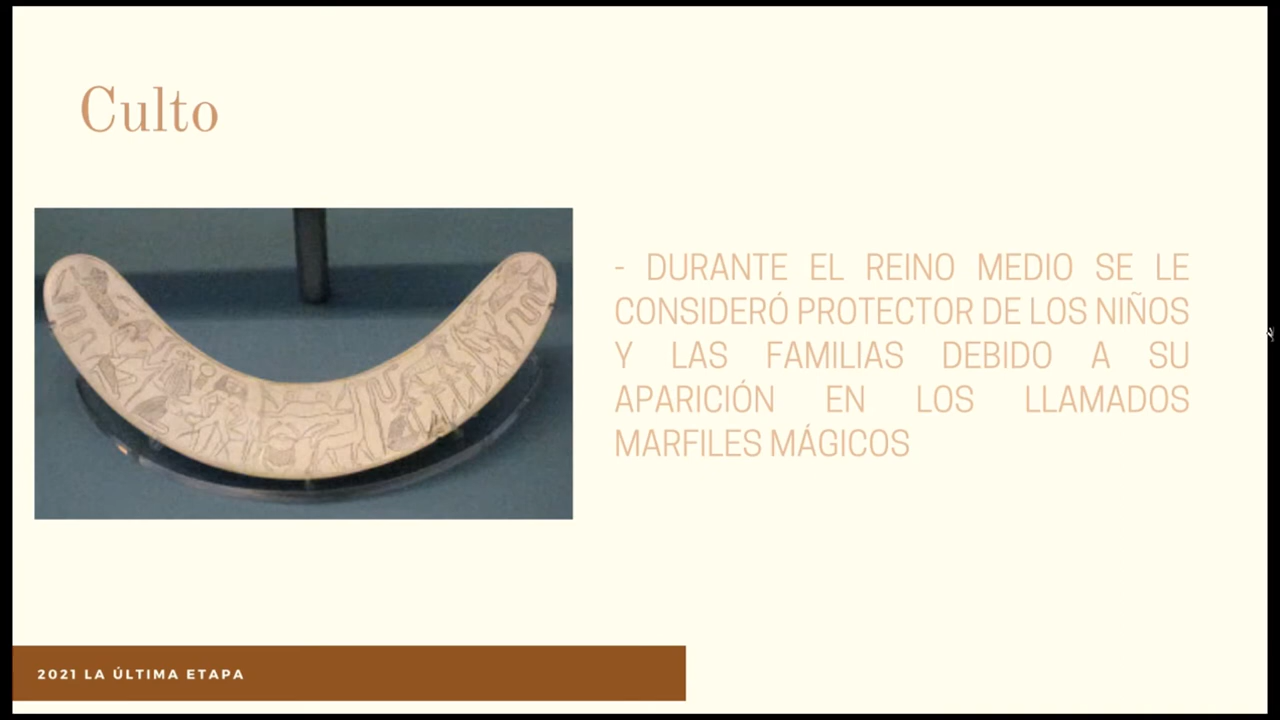 Culto
- DURANTE EL REINO MEDIO SE LE
CONSIDERÓ PROTECTOR DE LOS NIÑOS
Y LAS FAMILIAS DEBIDO A SU
APARICIÓN EN LOS LLAMADOS
MARFILES MÁGICOS
2021 LA ÚLTIMA ETAPA